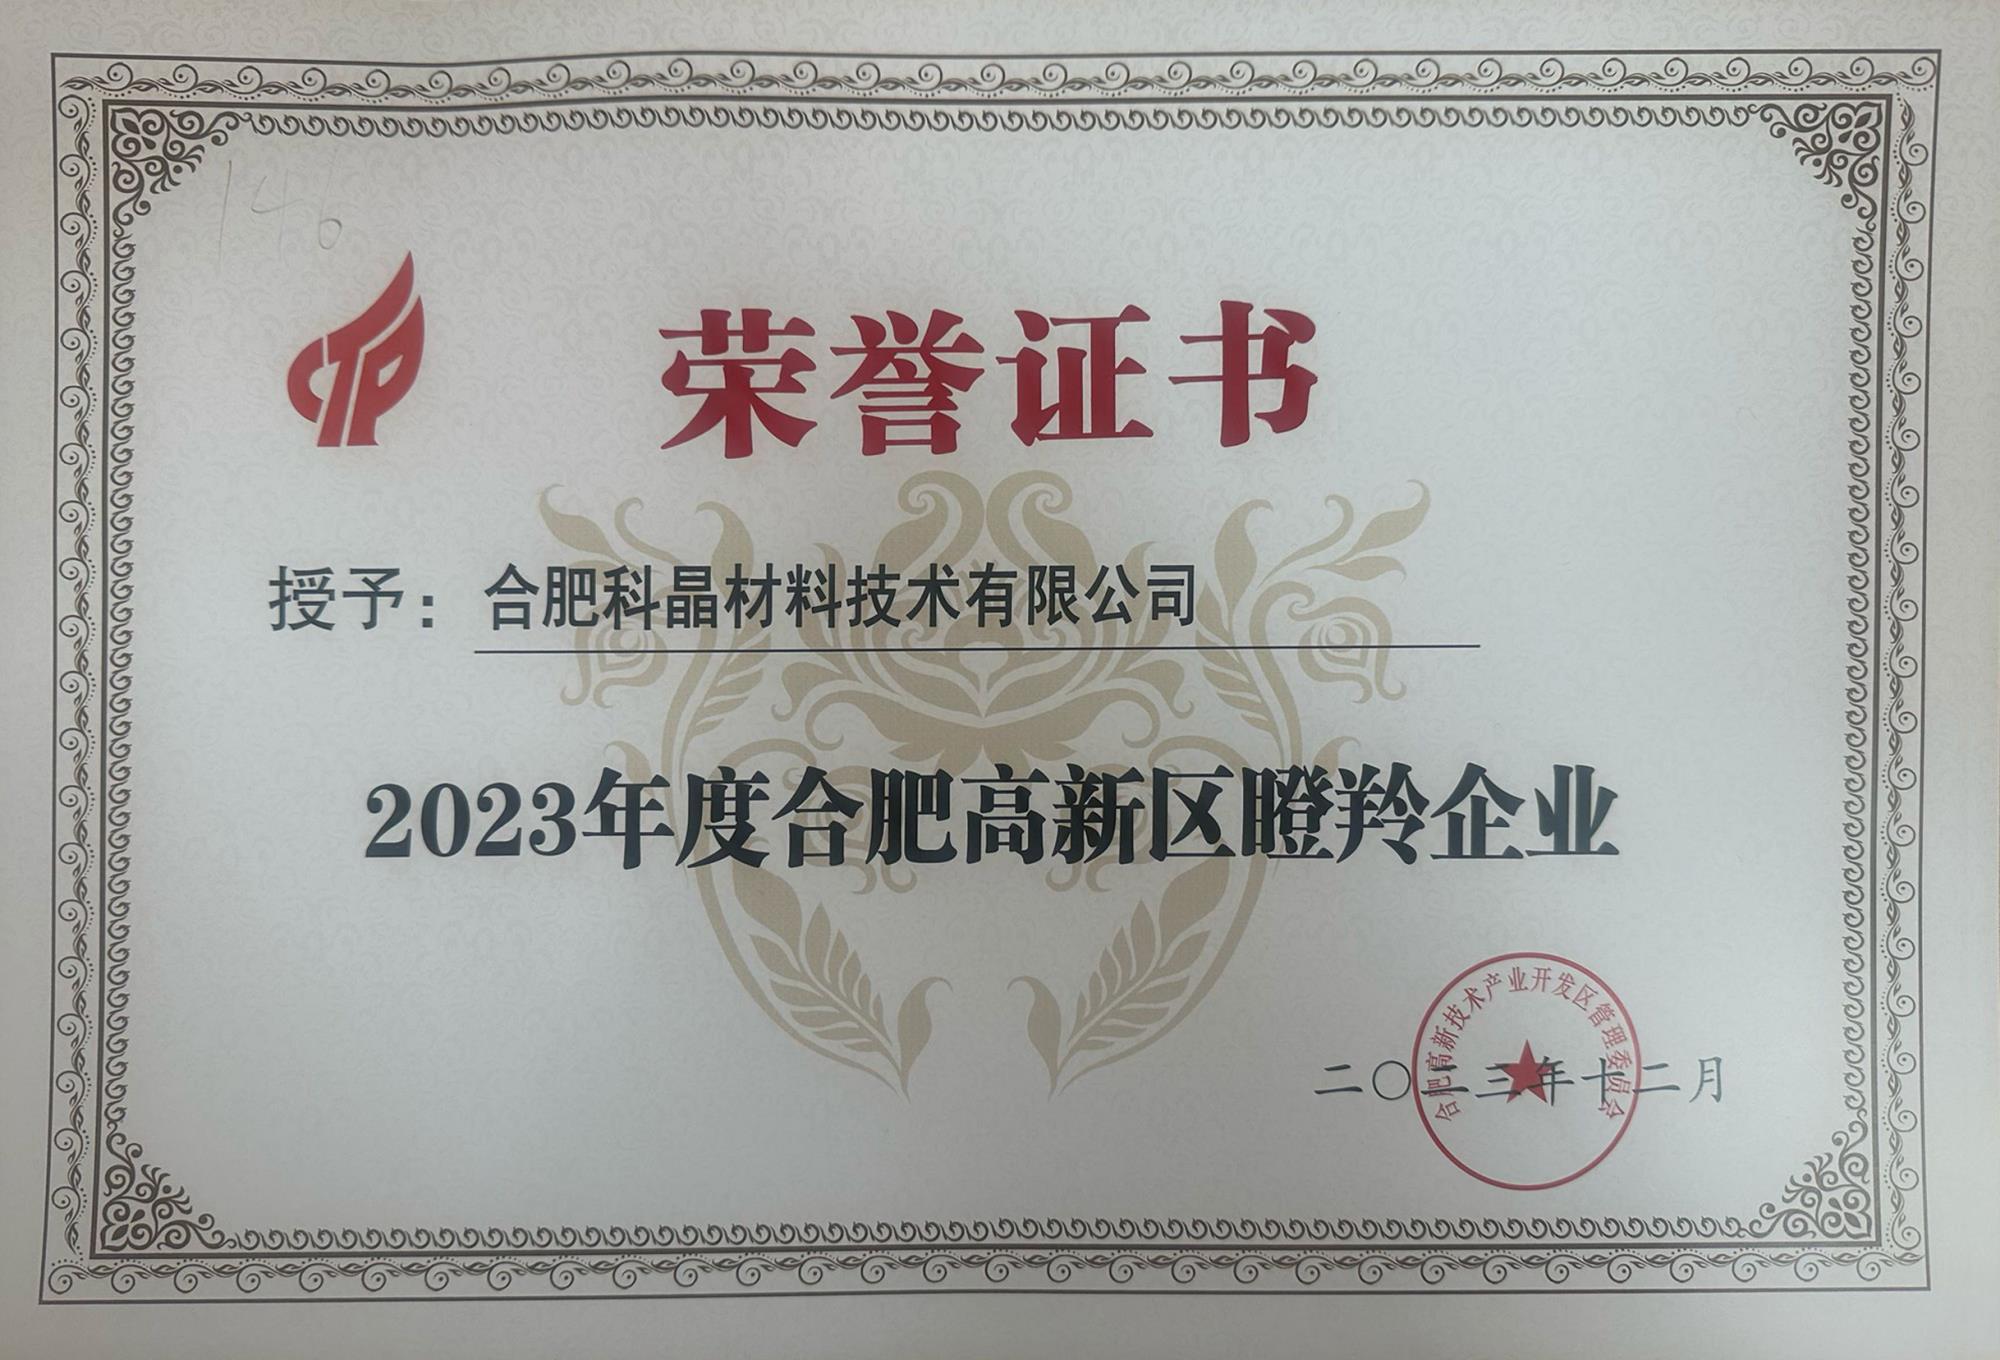 146
CTP
荣誉证书
授予：合肥科晶材料技术有限公司
2023年度合肥高新区瞪羚企业
合肥高新技术产业开发区管理委员会
二〇二三年十二月